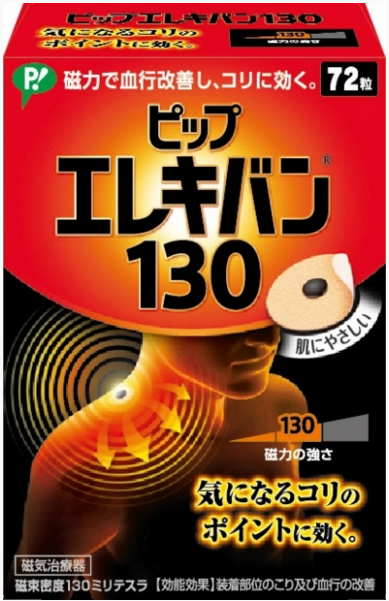 ピップエレキバン130
気になるコリの
ポイントに効く。
130
磁力の強さ
P!
磁力で血行改善し、コリに効く。
72粒
ピップ
エレキバン®
130
肌にやさしい
130
磁力の強さ
気になるコリの
ポイントに効く。
磁気治療器
磁束密度130ミリテスラ 【効能効果】装着部位のこり及び血行の改善